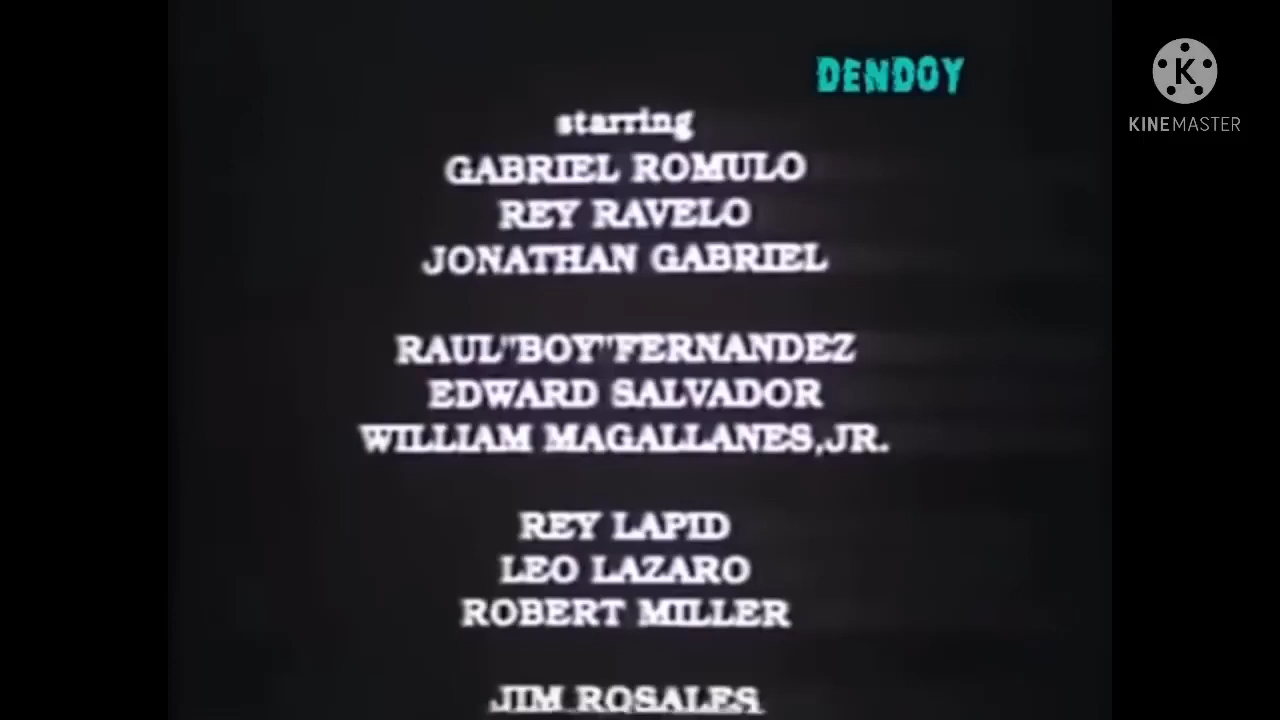 DENDOY
K
KINEMASTER
starring
GABRIEL ROMULO
REY RAVELO
JONATHAN GABRIEL
RAUL"BOY"FERNANDEZ
EDWARD SALVADOR
WILLIAM MAGALLANES,JR.
REY LAPID
LEO LAZARO
ROBERT MILLER
JIM ROSALES